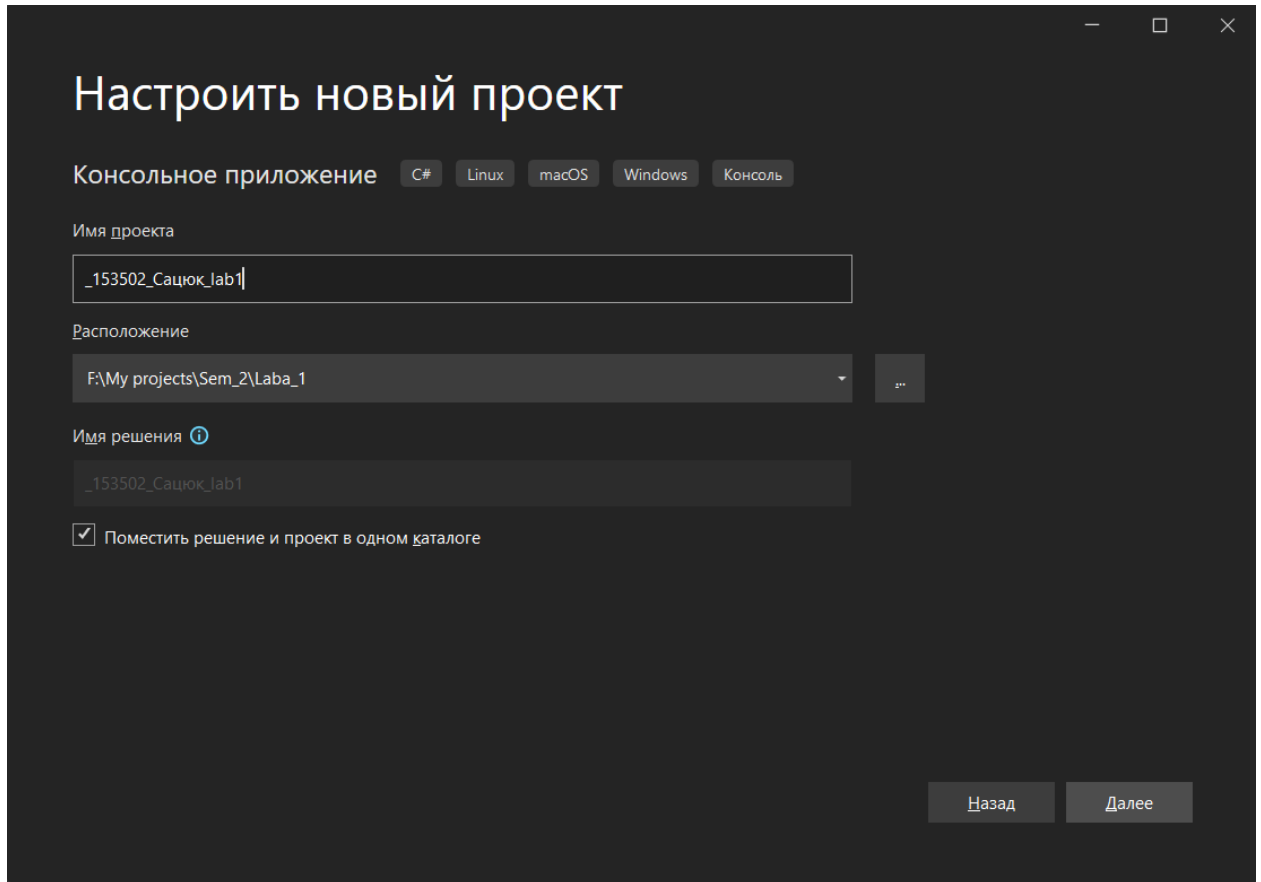 Настроить новый проект
Консольное приложение C# Linux macOS Windows Консоль
Имя проекта
_153502_Сацюк_lab1
Расположение
F:\My projects\Sem_2\Laba_1
...
Имя решения
_153502_Сацюк_lab1
Поместить решение и проект в одном каталоге
Назад Далее